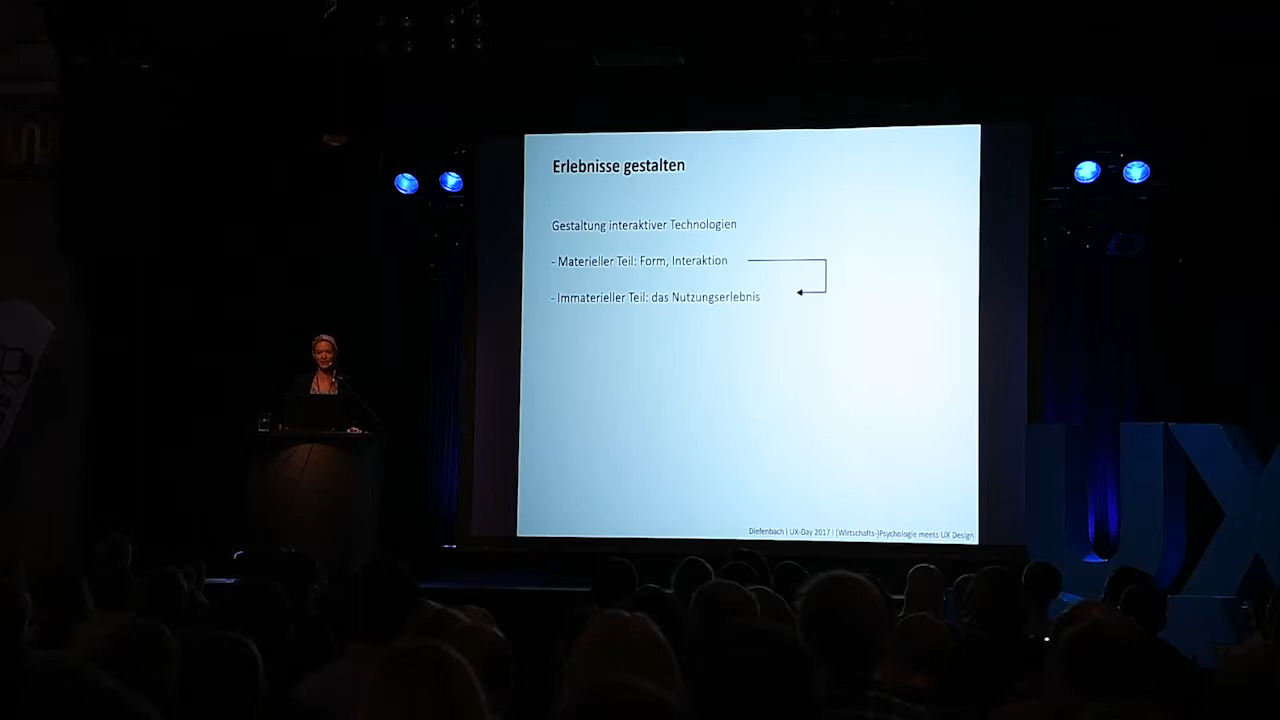 Erlebnisse gestalten
Gestaltung interaktiver Technologien
- Materieller Teil: Form, Interaktion
- Immaterieller Teil: das Nutzungserlebnis
Diefenbach I UX-Day 2017 I (Wirtschafts-)Psychologie meets UX Design
UX